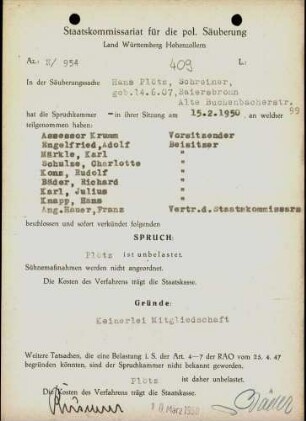 Staatskommissariat für die pol. Säuberung
Land Württemberg Hohenzollern
Az.: N/ 954 409 L:
In der Säuberungssache Hans Plötz, Schreiner,
geb.14.6.07, Baiersbronn
Alte Buchenbacherstr. 99
hat die Spruchkammer — in ihrer Sitzung am 15.2.1950, an welcher
teilgenommen haben:
Assessor Krumm Vorsitzender
Nagelfried, Adolf Beisitzer
Märkle, Karl "
Schulze, Charlotte "
Konz, Rudolf "
Bäder, Richard "
Karl, Julius "
Knapp, Hans "
Ang. Hauer, Franz Vertr.d.Staatskommissars
beschlossen und sofort verkündet folgenden
SPRUCH:
Plötz ist unbelastet.
Sühnemaßnahmen werden nicht angeordnet.
Die Kosten des Verfahrens trägt die Staatskasse.
Gründe:
Keinerlei Mitgliedschaft
Weitere Tatsachen, die eine Belastung i. S. der Art. 4—7 der RAO vom 25. 4. 47
begründen könnten, sind der Spruchkammer nicht bekannt geworden.
Plötz ist daher unbelastet.
Die Kosten des Verfahrens trägt die Staatskasse.
März 1950